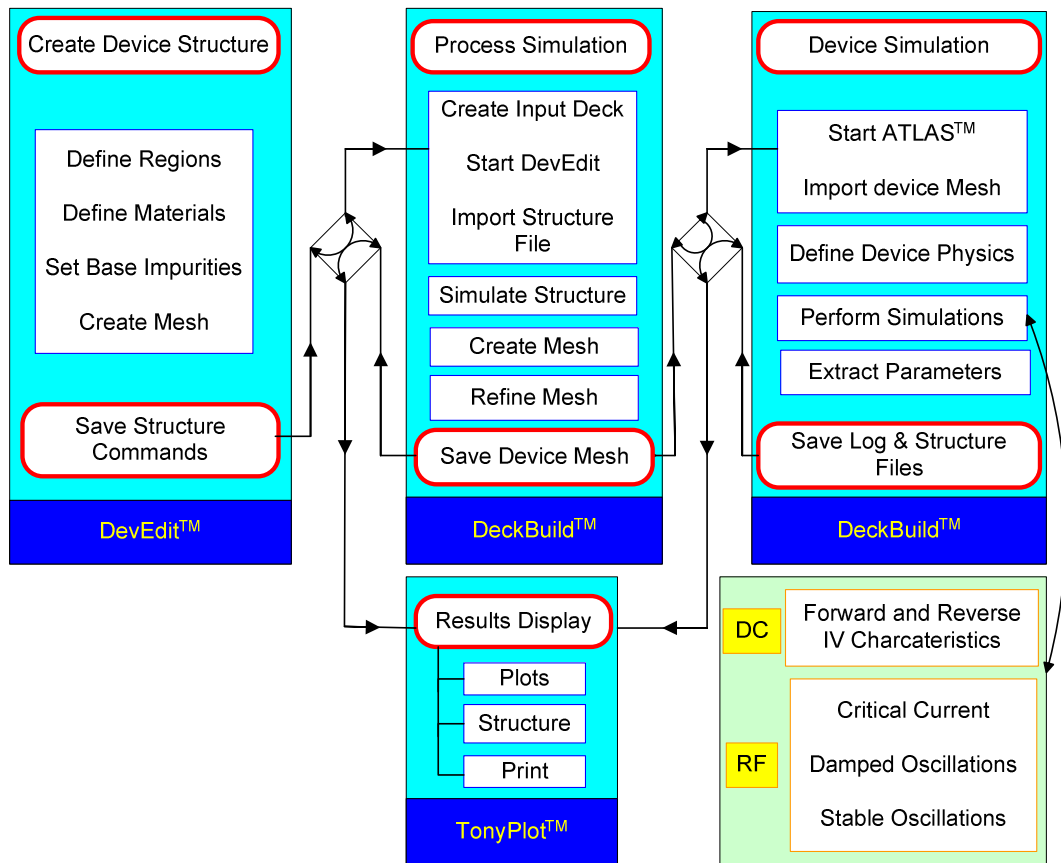 Create Device Structure
Define Regions
Define Materials
Set Base Impurities
Create Mesh
Save Structure
Commands
DevEdit™
Process Simulation
Create Input Deck
Start DevEdit
Import Structure
File
Simulate Structure
Create Mesh
Refine Mesh
Save Device Mesh
DeckBuild™
Device Simulation
Start ATLAS™
Import device Mesh
Define Device Physics
Perform Simulations
Extract Parameters
Save Log & Structure
Files
DeckBuild™
Results Display
Plots
Structure
Print
TonyPlot™
DC
Forward and Reverse
IV Charcateristics
RF
Critical Current
Damped Oscillations
Stable Oscillations